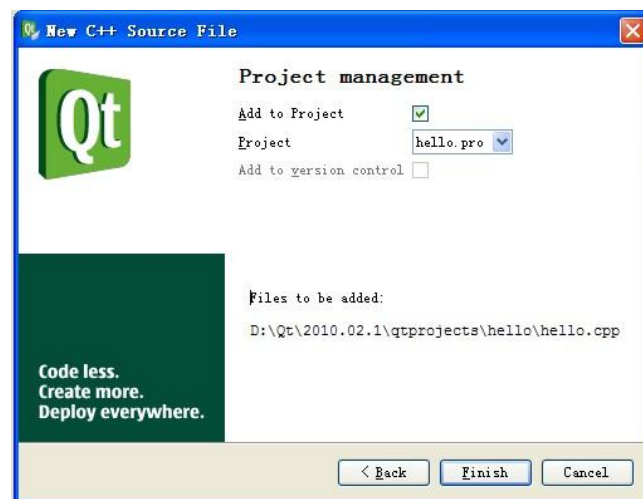 New C++ Source File
Qt
Project management
Add to Project
Project hello.pro
Add to version control
Files to be added:
D:\Qt\2010.02.1\qtprojects\hello\hello.cpp
Code less.
Create more.
Deploy everywhere.
< Back Finish Cancel